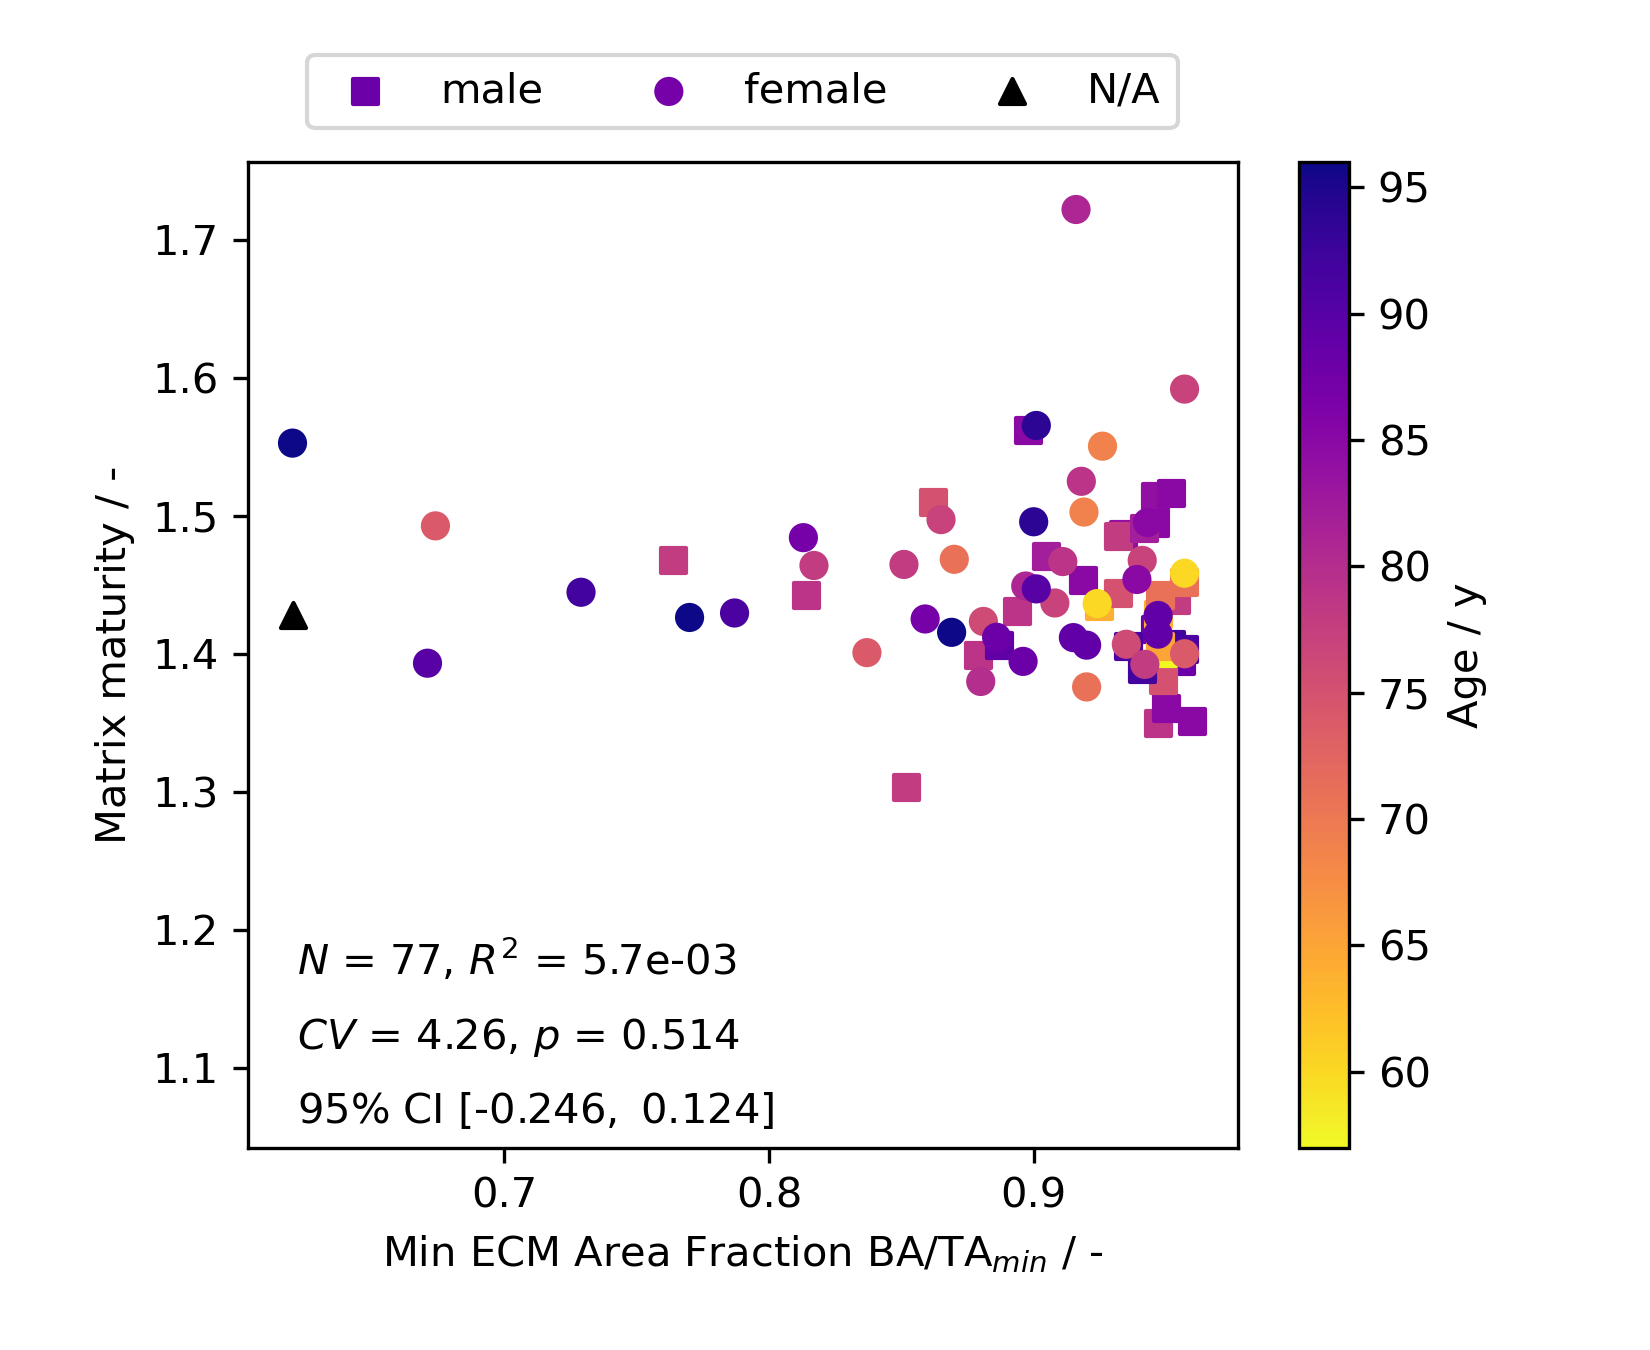 male female N/A
1.7
1.6
1.5
1.4
1.3
1.2
1.1
Matrix maturity / -
N = 77, R² = 5.7e-03
CV = 4.26, p = 0.514
95% CI [-0.246, 0.124]
0.7 0.8 0.9
Min ECM Area Fraction BA/TAmin / -
95
90
85
80
75
70
65
60
Age / y